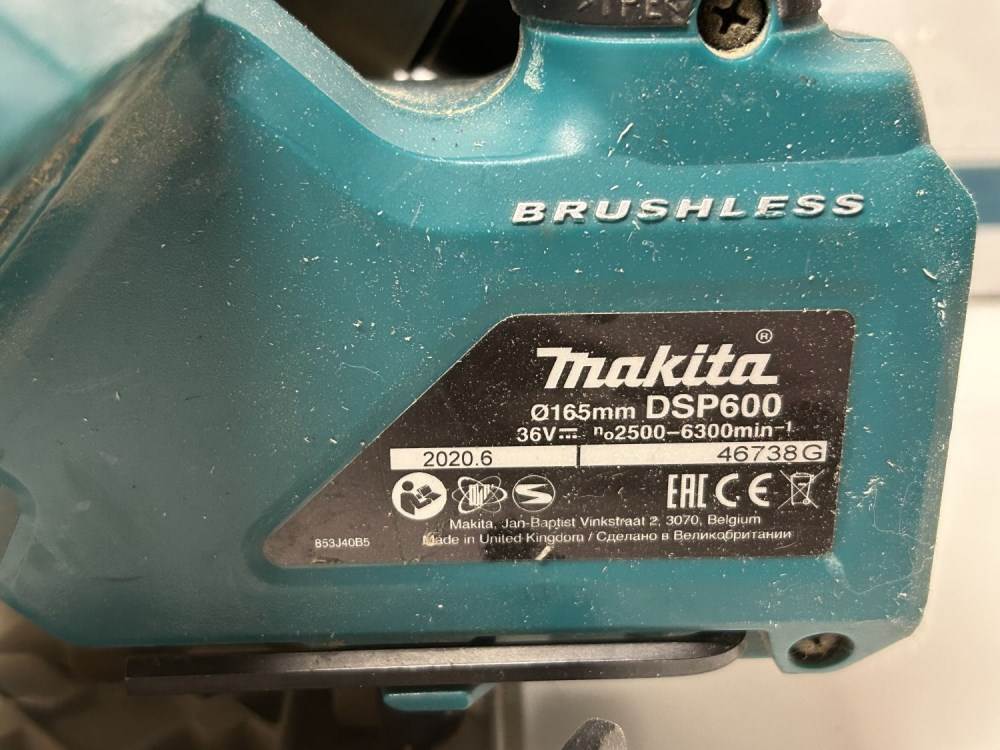 TYPE
BRUSHLESS
makita®
Ø165mm DSP600
36V⎓ n₀2500–6300min⁻¹
2020.6 46738G
EAC CE
Makita, Jan-Baptist Vinkstraat 2, 3070, Belgium
853J40B5 Made in United Kingdom / Сделано в Великобритании